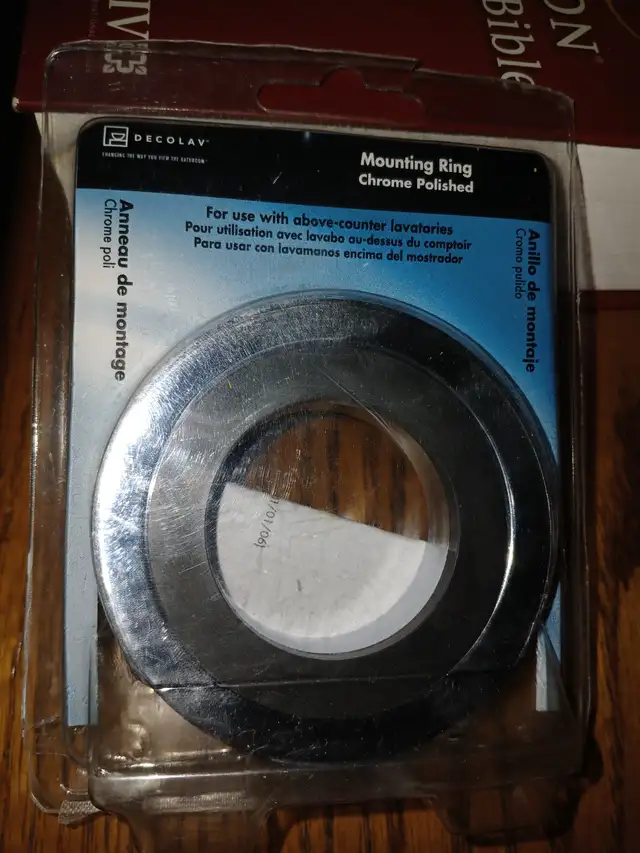 NIV
ON
Bible
DECOLAV
CHANGING THE WAY YOU VIEW THE BATHROOM
Mounting Ring
Chrome Polished
For use with above-counter lavatories
Pour utilisation avec lavabo au-dessus du comptoir
Para usar con lavamanos encima del mostrador
Anneau de montage
Chrome poli
Anillo de montaje
Cromo pulido